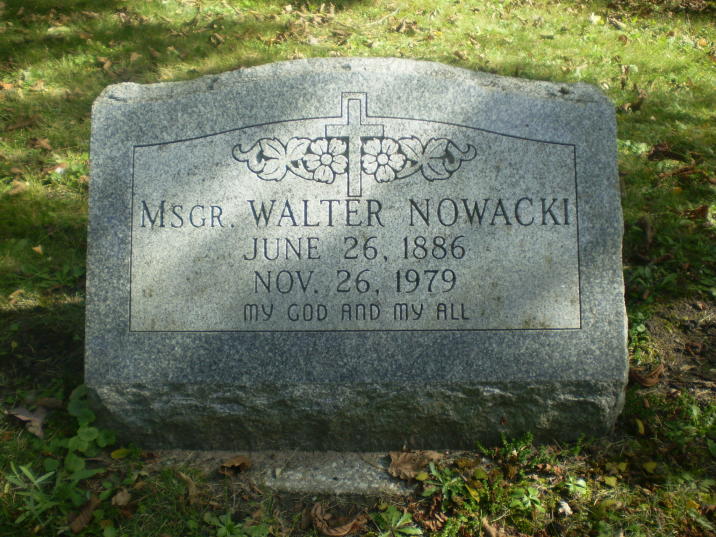 MSGR. WALTER NOWACKI
JUNE 26, 1886
NOV. 26, 1979
MY GOD AND MY ALL